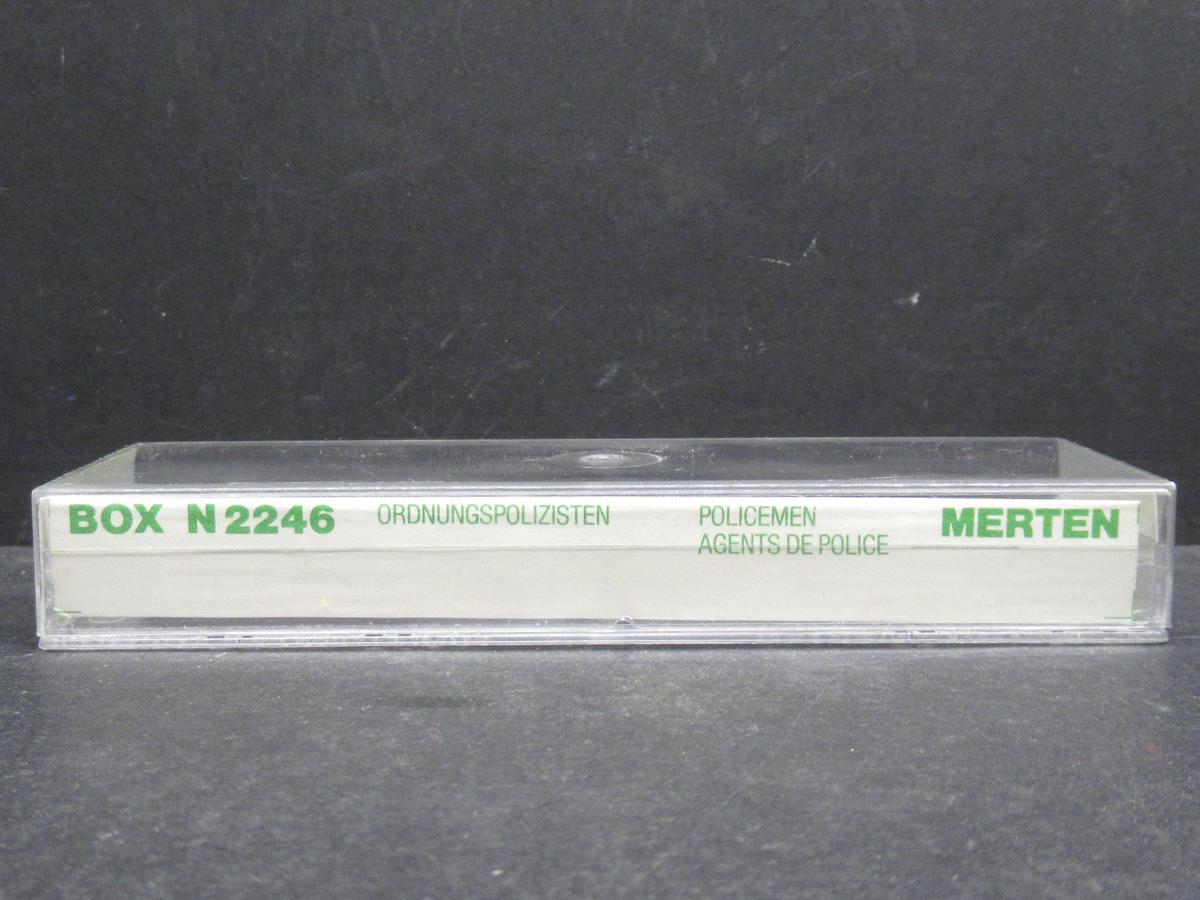 BOX N 2246 ORDNUNGSPOLIZISTEN POLICEMEN MERTEN
AGENTS DE POLICE